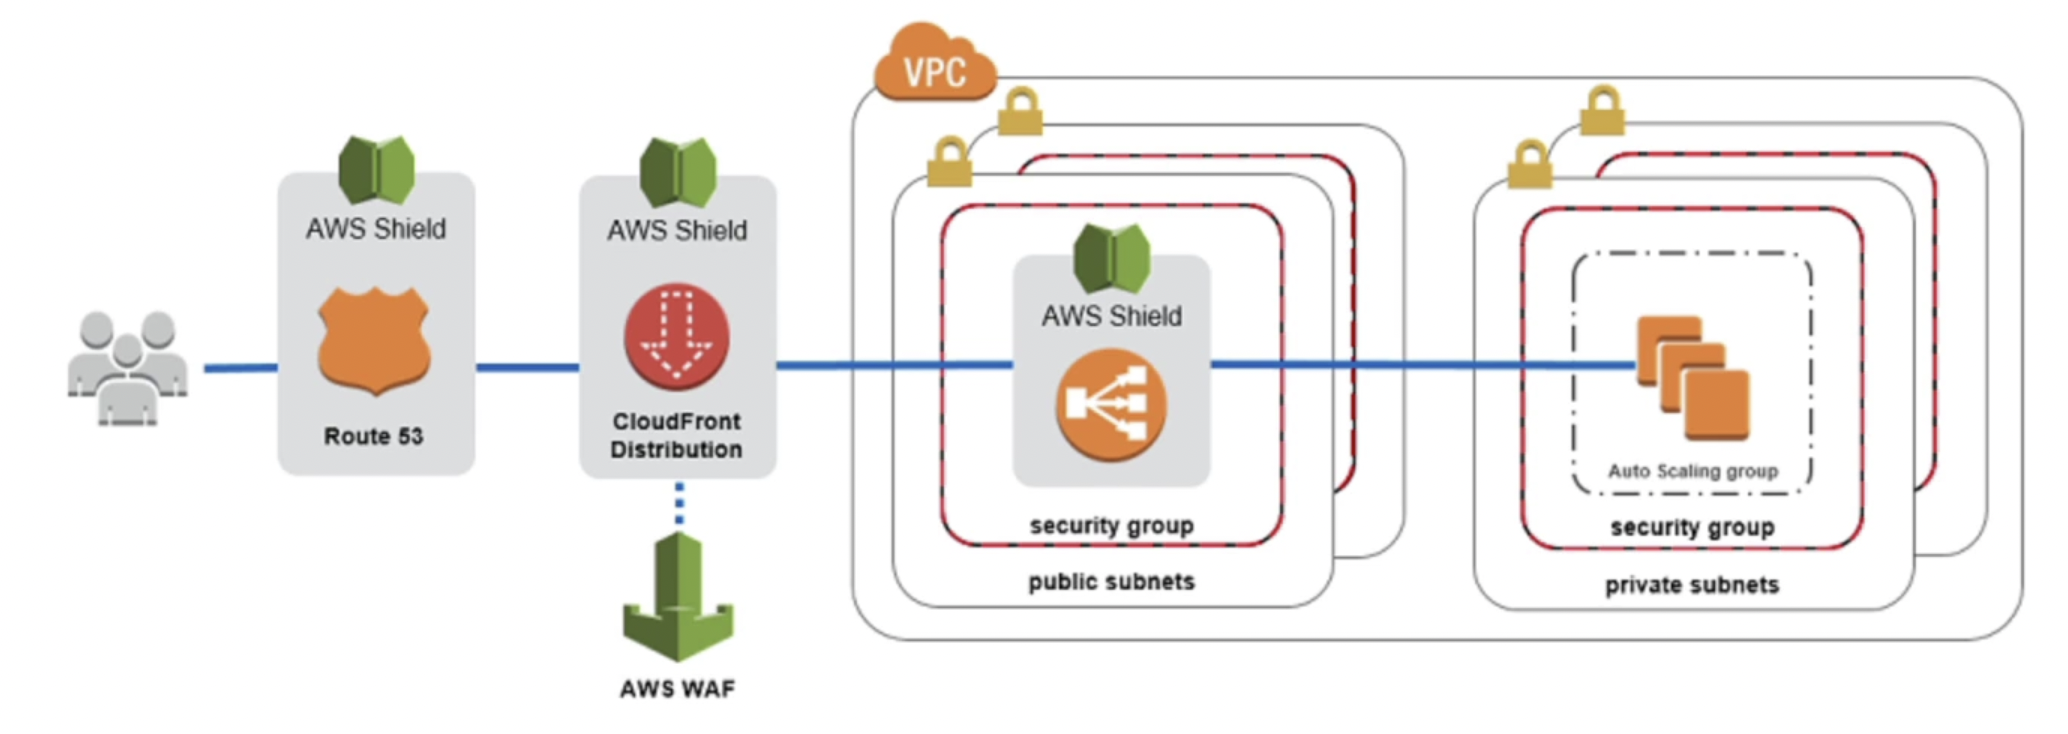 VPC
AWS Shield
Route 53
AWS Shield
CloudFront
Distribution
AWS WAF
AWS Shield
security group
public subnets
Auto Scaling group
security group
private subnets